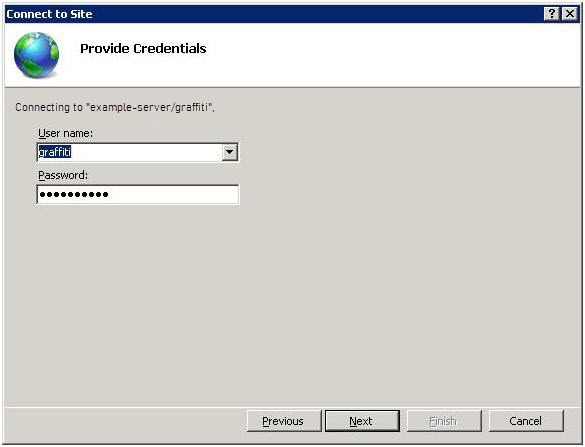 Connect to Site
Provide Credentials
Connecting to "example-server/graffiti".
User name:
graffiti
Password:
••••••••••
Previous
Next
Finish
Cancel